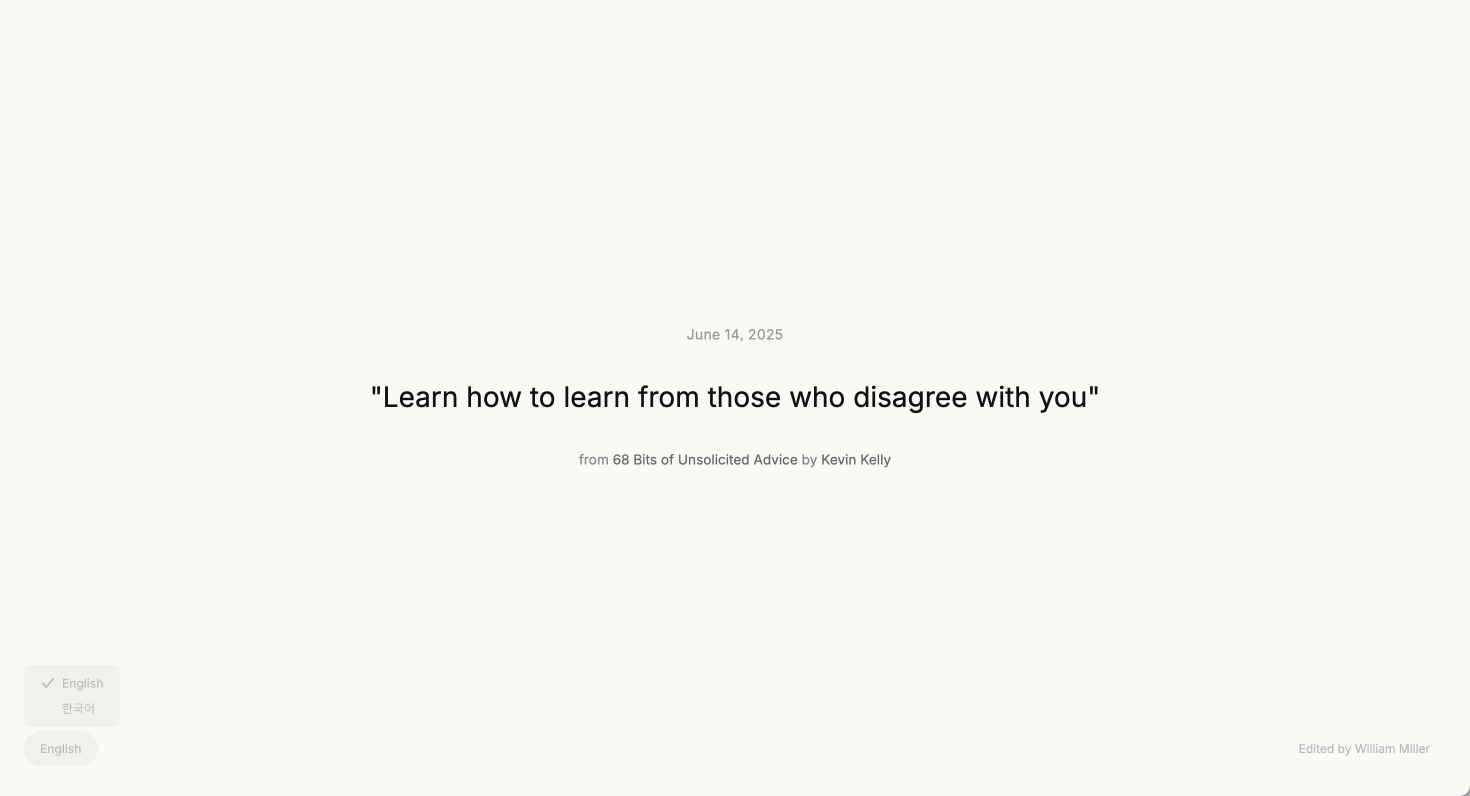 June 14, 2025
"Learn how to learn from those who disagree with you"
from 68 Bits of Unsolicited Advice by Kevin Kelly
English
한국어
English
Edited by William Miller